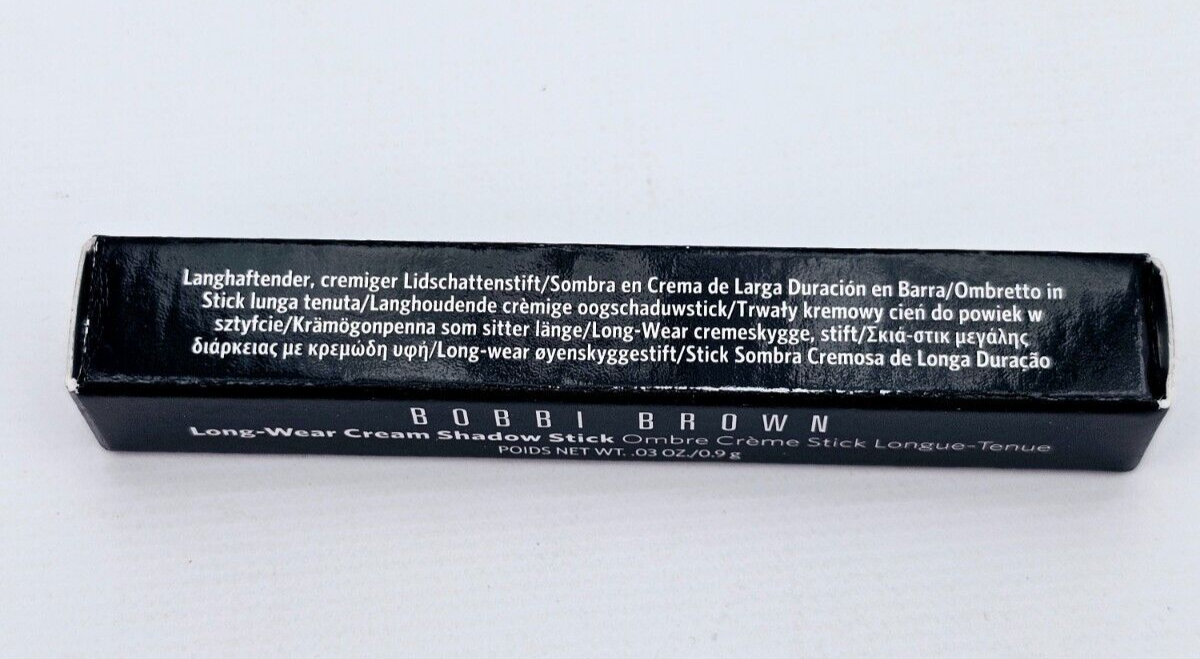 Langhaftender, cremiger Lidschattenstift/Sombra en Crema de Larga Duración en Barra/Ombretto in
Stick lunga tenuta/Langhoudende crèmige oogschaduwstick/Trwały kremowy cień do powiek w
sztyfcie/Krämögonpenna som sitter länge/Long-Wear cremeskygge, stift/Σκιά-στικ μεγάλης
διάρκειας με κρεμώδη υφή/Long-wear øyenskyggestift/Stick Sombra Cremosa de Longa Duração
BOBBI BROWN
Long-Wear Cream Shadow Stick Ombre Crème Stick Longue-Tenue
POIDS NET WT. .03 OZ./0.9 g